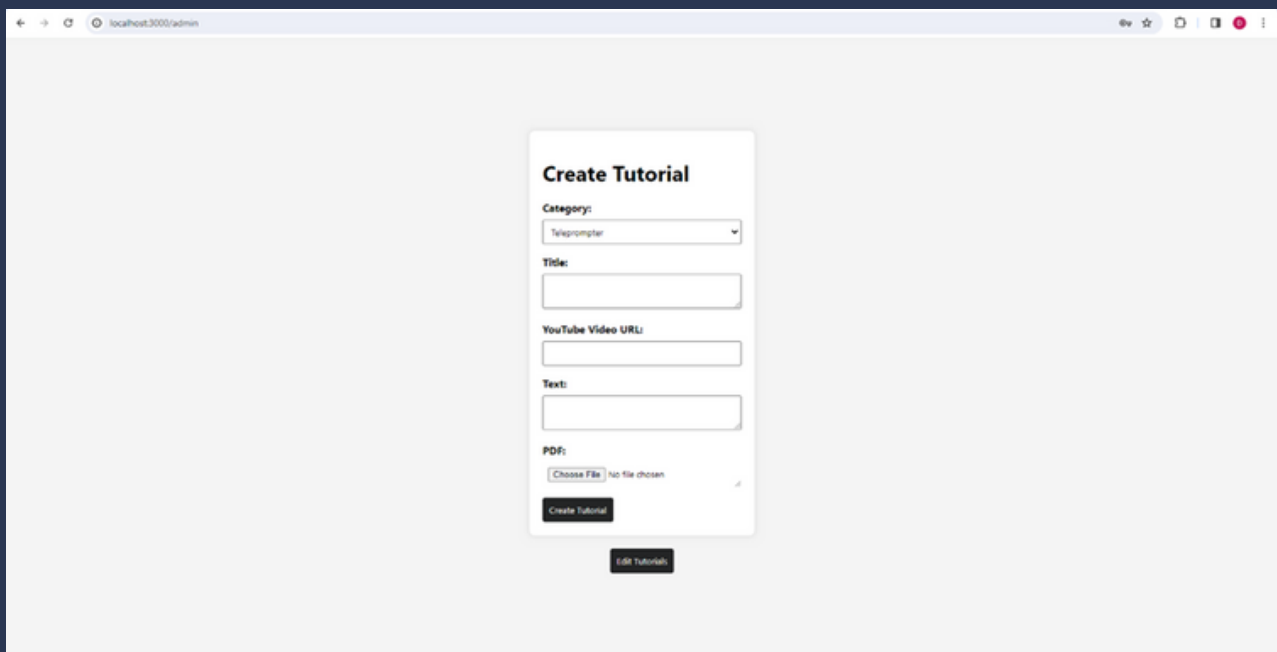 localhost:3000/admin
D
Create Tutorial
Category:
Teleprompter
Title:
YouTube Video URL:
Text:
PDF:
Choose File No file chosen
Create Tutorial
Edit Tutorials